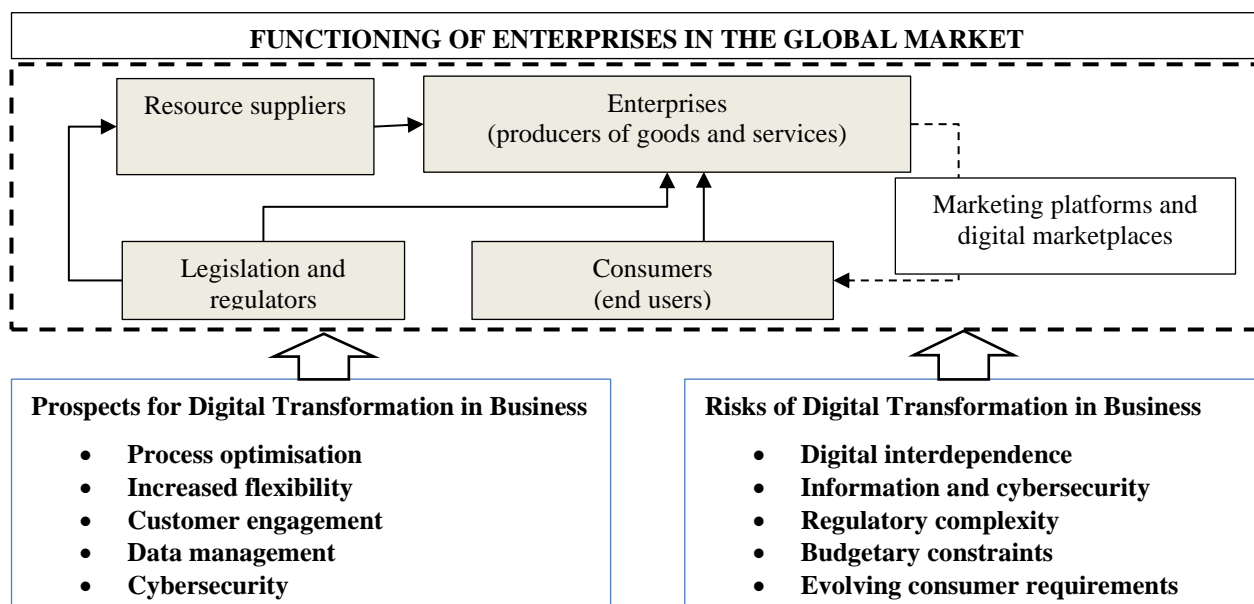 FUNCTIONING OF ENTERPRISES IN THE GLOBAL MARKET
Resource suppliers
Enterprises
(producers of goods and services)
Marketing platforms and
digital marketplaces
Legislation and
regulators
Consumers
(end users)
Prospects for Digital Transformation in Business
• Process optimisation
• Increased flexibility
• Customer engagement
• Data management
• Cybersecurity
Risks of Digital Transformation in Business
• Digital interdependence
• Information and cybersecurity
• Regulatory complexity
• Budgetary constraints
• Evolving consumer requirements